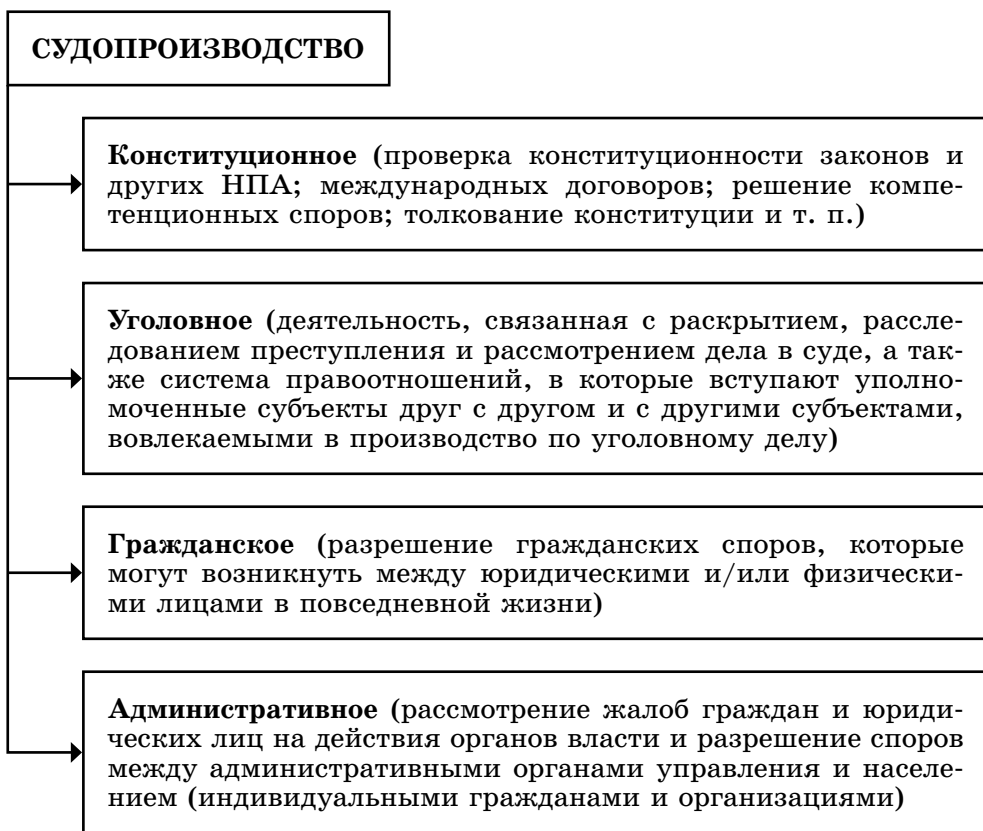 СУДОПРОИЗВОДСТВО
Конституционное (проверка конституционности законов и
других НПА; международных договоров; решение компе-
тенционных споров; толкование конституции и т. п.)
Уголовное (деятельность, связанная с раскрытием, рассле-
дованием преступления и рассмотрением дела в суде, а так-
же система правоотношений, в которые вступают уполно-
моченные субъекты друг с другом и с другими субъектами,
вовлекаемыми в производство по уголовному делу)
Гражданское (разрешение гражданских споров, которые
могут возникнуть между юридическими и/или физически-
ми лицами в повседневной жизни)
Административное (рассмотрение жалоб граждан и юриди-
ческих лиц на действия органов власти и разрешение споров
между административными органами управления и населе-
нием (индивидуальными гражданами и организациями)